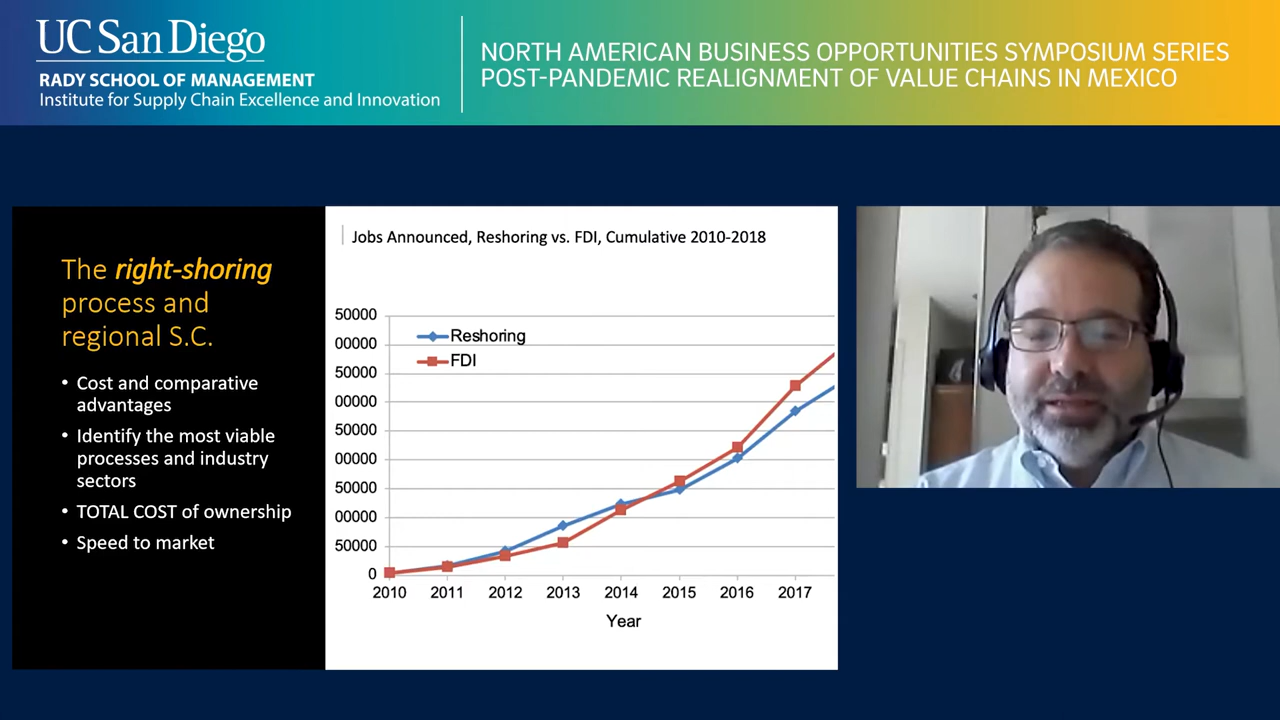 UC San Diego
RADY SCHOOL OF MANAGEMENT
Institute for Supply Chain Excellence and Innovation
NORTH AMERICAN BUSINESS OPPORTUNITIES SYMPOSIUM SERIES
POST-PANDEMIC REALIGNMENT OF VALUE CHAINS IN MEXICO
The right-shoring
process and
regional S.C.
• Cost and comparative
advantages
• Identify the most viable
processes and industry
sectors
• TOTAL COST of ownership
• Speed to market
Jobs Announced, Reshoring vs. FDI, Cumulative 2010-2018
Reshoring
FDI
50000
00000
50000
00000
50000
00000
50000
00000
50000
0
2010 2011 2012 2013 2014 2015 2016 2017
Year